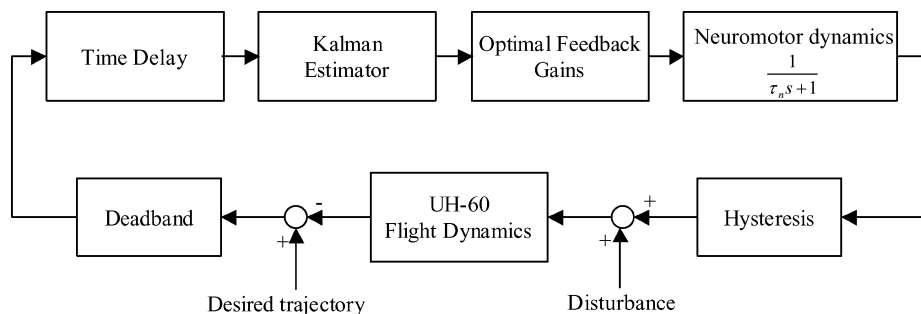 Time Delay
Kalman
Estimator
Optimal Feedback
Gains
Neuromotor dynamics
1
τₙs+1
Deadband
-
+
UH-60
Flight Dynamics
+
+
Hysteresis
Desired trajectory
Disturbance